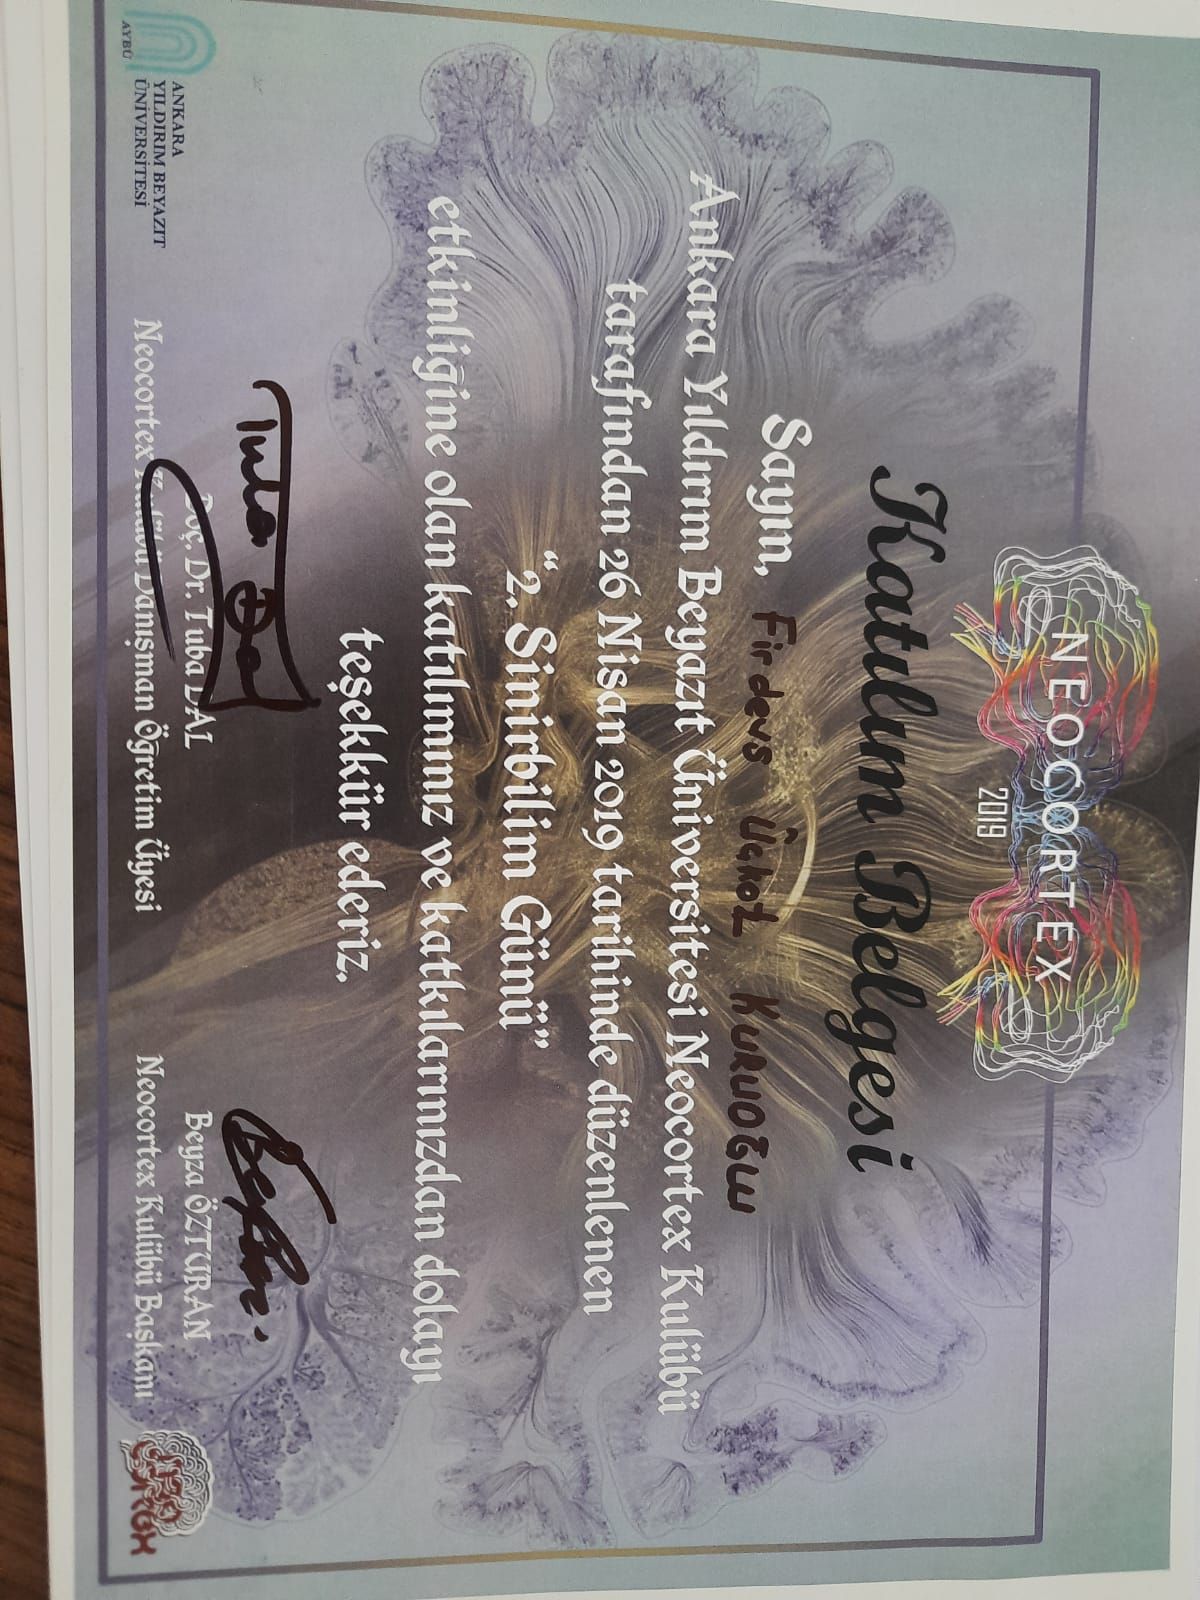 NEOCORTEX
2019
Katılım Belgesi
Sayın, Firdevs Üçkot Kuruoğlu
Ankara Yıldırım Beyazıt Üniversitesi Neocortex Kulübü
tarafından 26 Nisan 2019 tarihinde düzenlenen
"2. Sinirbilim Günü"
etkinliğine olan katılımınız ve katkılarınızdan dolayı
teşekkür ederiz.
Doç. Dr. Tuba DAL
Neocortex Kulübü Danışman Öğretim Üyesi
Beyza ÖZTURAN
Neocortex Kulübü Başkanı
AYBÜ
ANKARA
YILDIRIM BEYAZIT
ÜNİVERSİTESİ